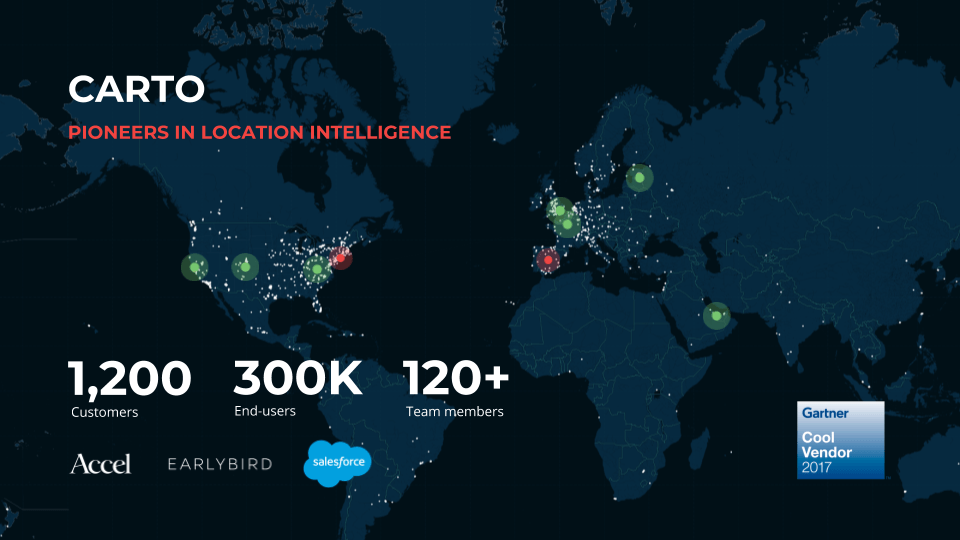 CARTO
PIONEERS IN LOCATION INTELLIGENCE
1,200 300K 120+
Customers End-users Team members
Accel EARLYBIRD salesforce
Gartner
Cool
Vendor
2017